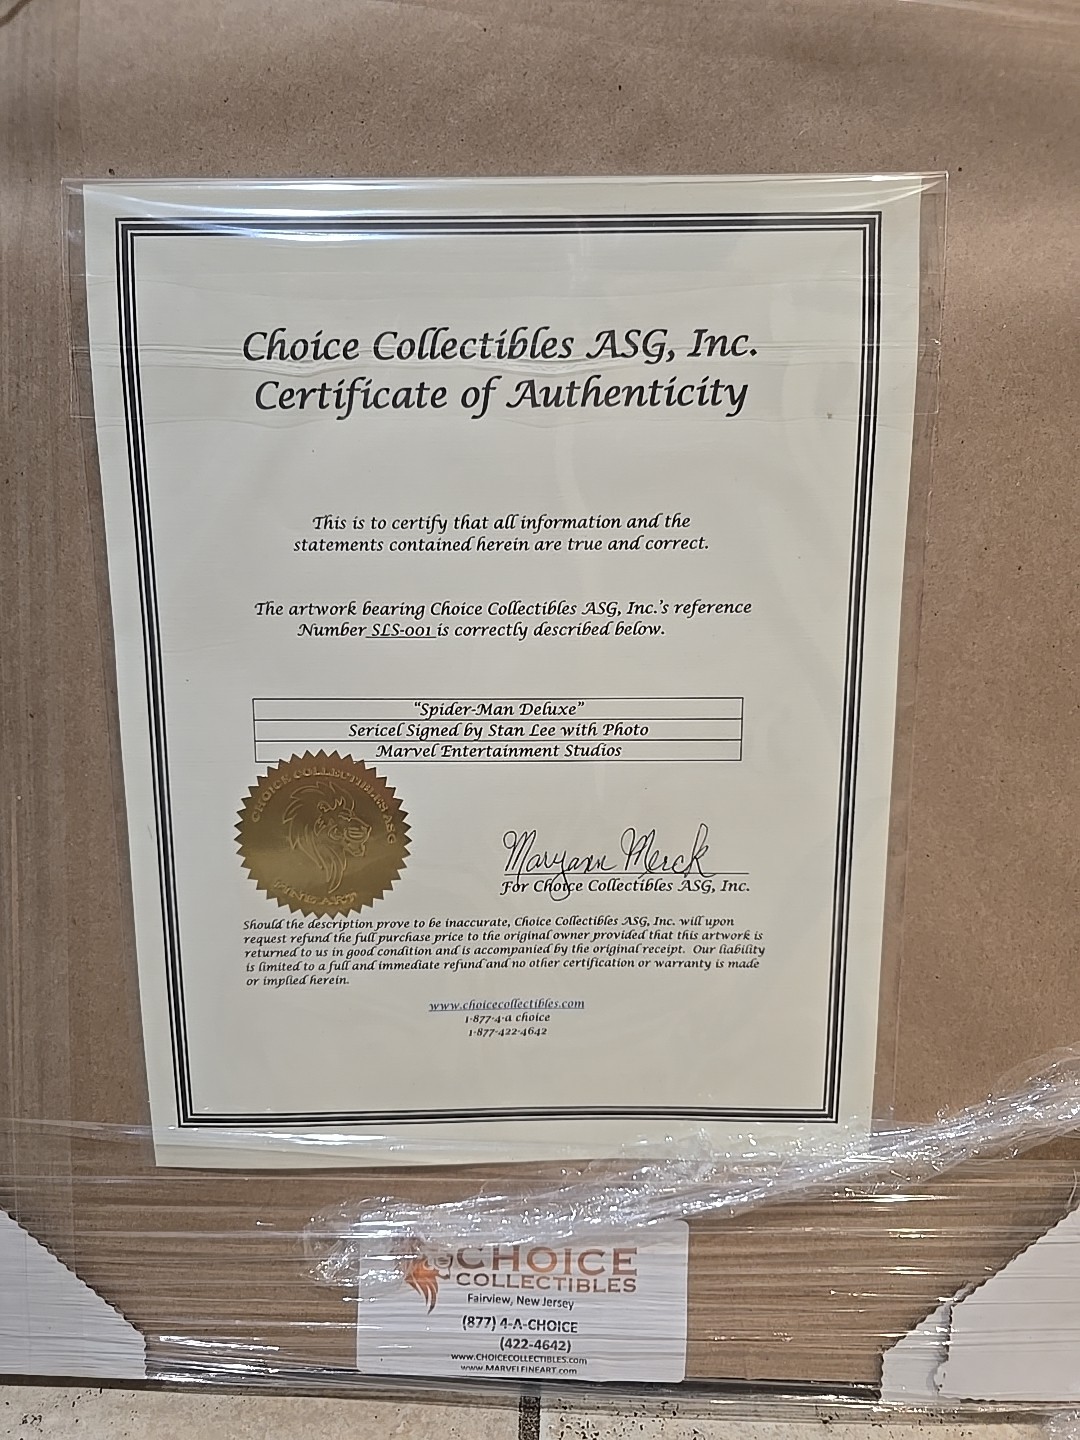 Choice Collectibles ASG, Inc.
Certificate of Authenticity
This is to certify that all information and the
statements contained herein are true and correct.
The artwork bearing Choice Collectibles ASG, Inc.'s reference
Number SLS-001 is correctly described below.
"Spider-Man Deluxe"
Sericel Signed by Stan Lee with Photo
Marvel Entertainment Studios
CHOICE COLLECTIBLES ASG
FINE ART
Maryann Merck
For Choice Collectibles ASG, Inc.
Should the description prove to be inaccurate, Choice Collectibles ASG, Inc. will upon
request refund the full purchase price to the original owner provided that this artwork is
returned to us in good condition and is accompanied by the original receipt. Our liability
is limited to a full and immediate refund and no other certification or warranty is made
or implied herein.
www.choicecollectibles.com
1-877-4-a choice
1-877-422-4642
CHOICE
COLLECTIBLES
Fairview, New Jersey
(877) 4-A-CHOICE
(422-4642)
www.CHOICECOLLECTIBLES.com
www.MARVELFINEART.com